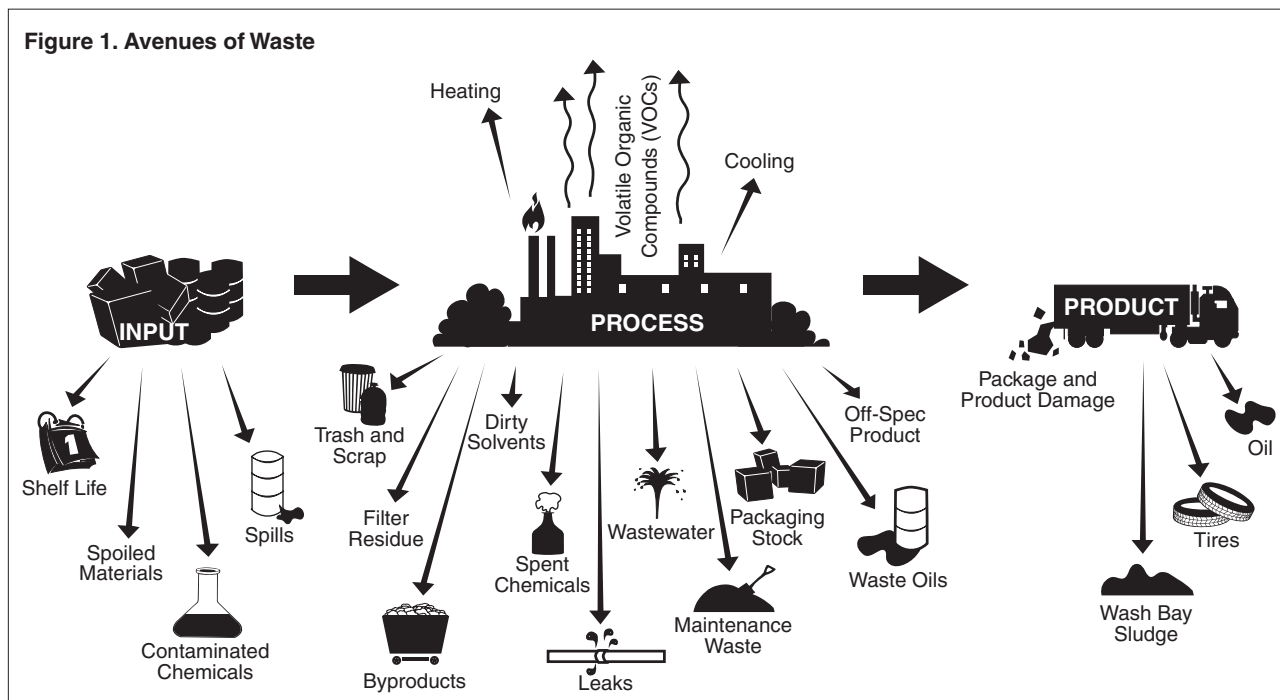 Figure 1. Avenues of Waste
Heating
Volatile Organic
Compounds (VOCs)
Cooling
INPUT
PROCESS
PRODUCT
Shelf Life
Spoiled
Materials
Contaminated
Chemicals
Spills
Trash and
Scrap
Filter
Residue
Byproducts
Dirty
Solvents
Spent
Chemicals
Leaks
Wastewater
Maintenance
Waste
Packaging
Stock
Waste Oils
Off-Spec
Product
Package and
Product Damage
Wash Bay
Sludge
Tires
Oil
1